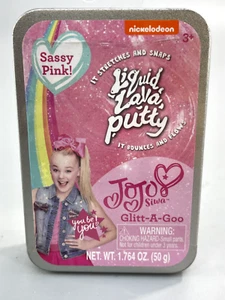 nickelodeon
3+
Sassy
Pink!
IT STRETCHES AND SNAPS
Liquid
Lava
Putty
IT BOUNCES AND FLOWS
JOJO
Siwa
you be you
Glitt-A-Goo
WARNING:
CHOKING HAZARD-Small parts.
Not for children under 3 years.
NET. WT. 1.764 OZ. (50 g)